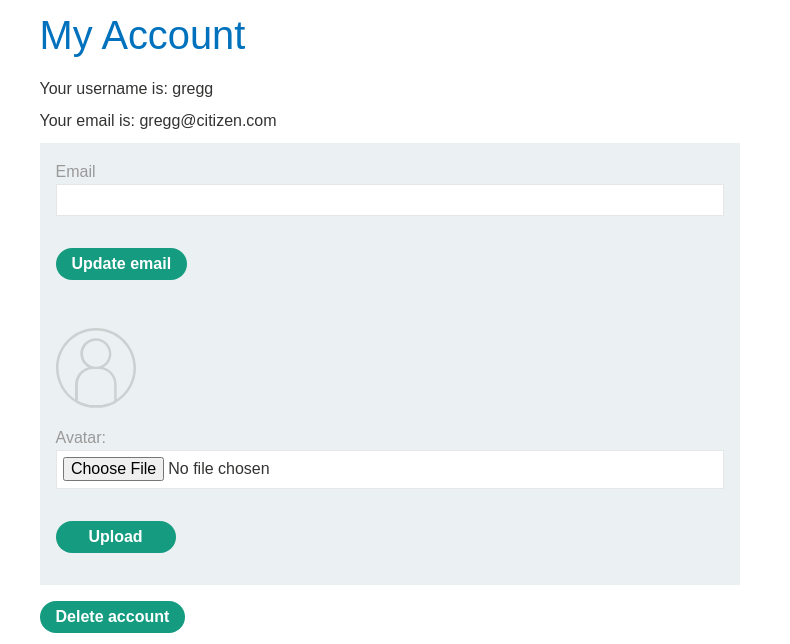 My Account
Your username is: gregg
Your email is: gregg@citizen.com
Email
Update email
Avatar:
Choose File No file chosen
Upload
Delete account